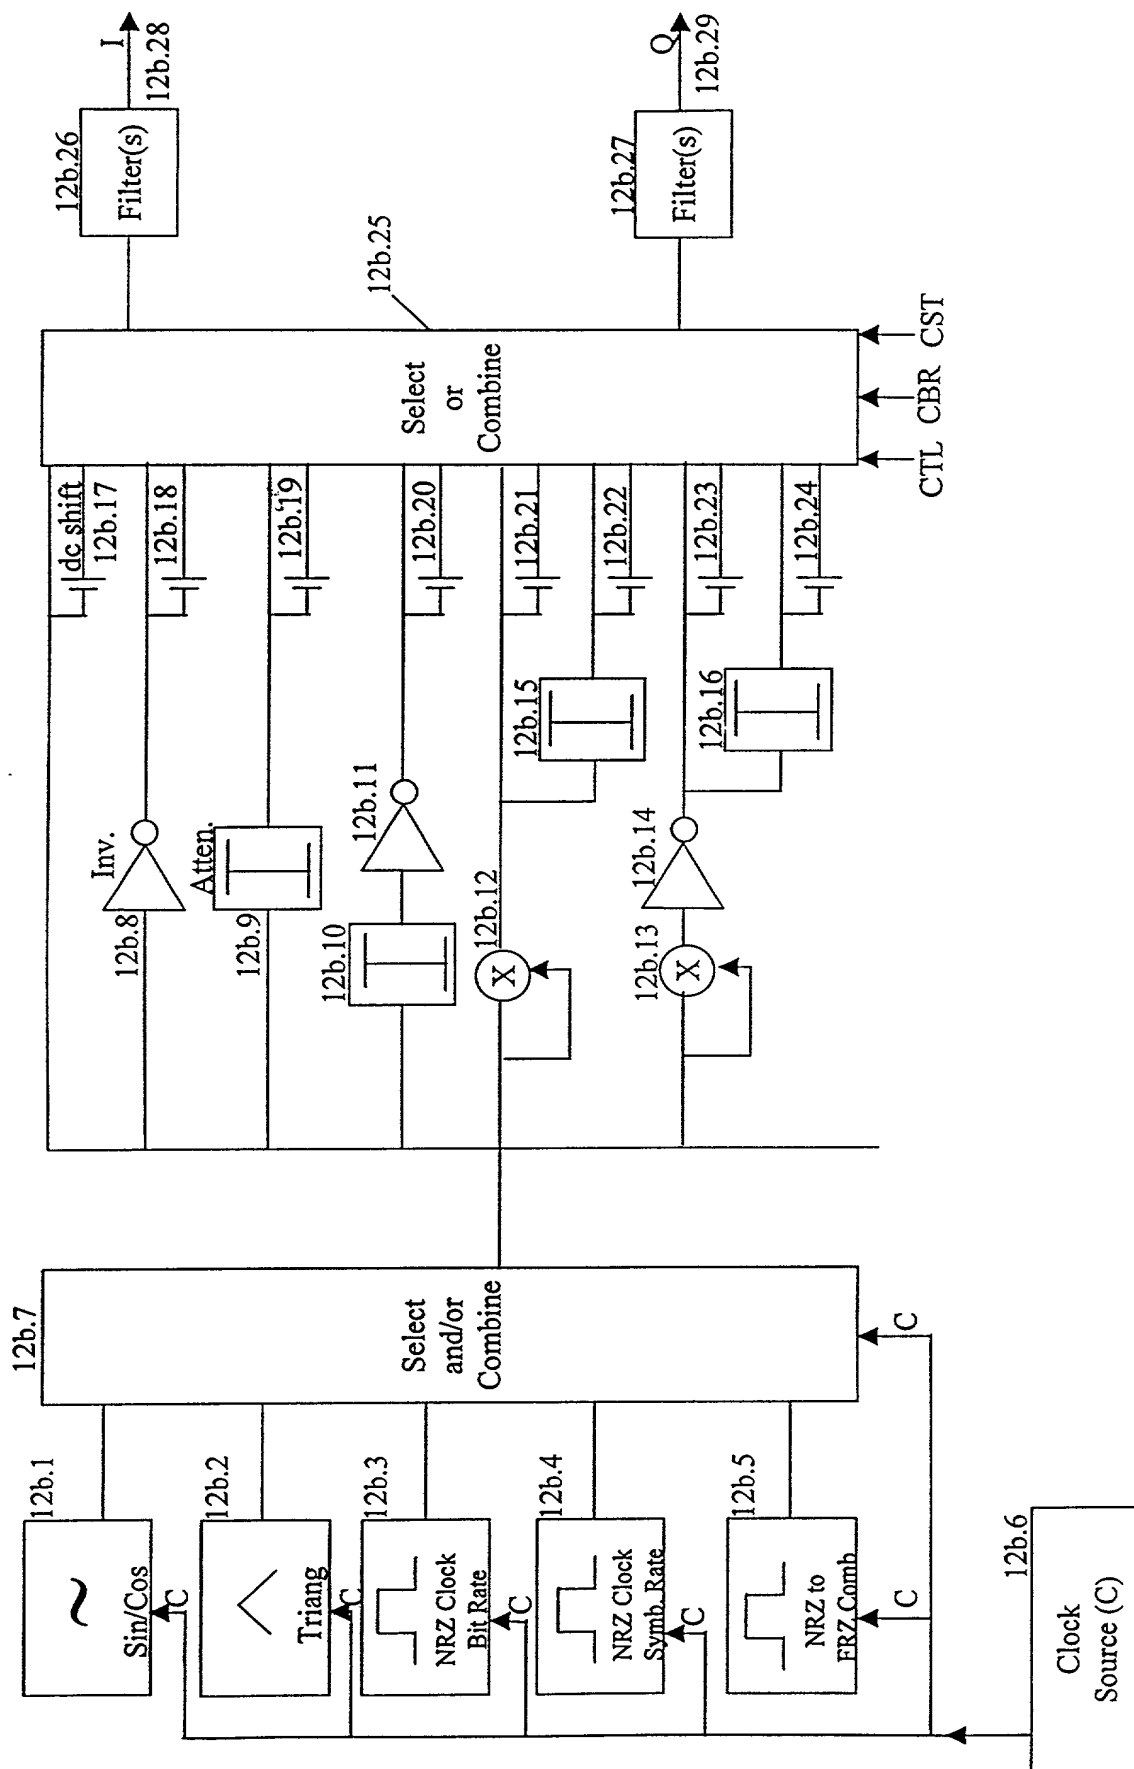 12b.1
Sin/Cos
C
12b.2
Triang
C
12b.3
NRZ Clock
Bit Rate
C
12b.4
NRZ Clock
Symb. Rate
C
12b.5
NRZ to
FRZ Comb
C
12b.6
Clock
Source (C)
12b.7
Select
and/or
Combine
C
Inv.
12b.8
Atten.
12b.9
12b.10
12b.11
12b.12
12b.13
12b.14
12b.15
12b.16
dc shift
12b.17
12b.18
12b.19
12b.20
12b.21
12b.22
12b.23
12b.24
X
X
Select
or
Combine
12b.25
CTL
CBR
CST
12b.26
Filter(s)
I
12b.28
12b.27
Filter(s)
Q
12b.29